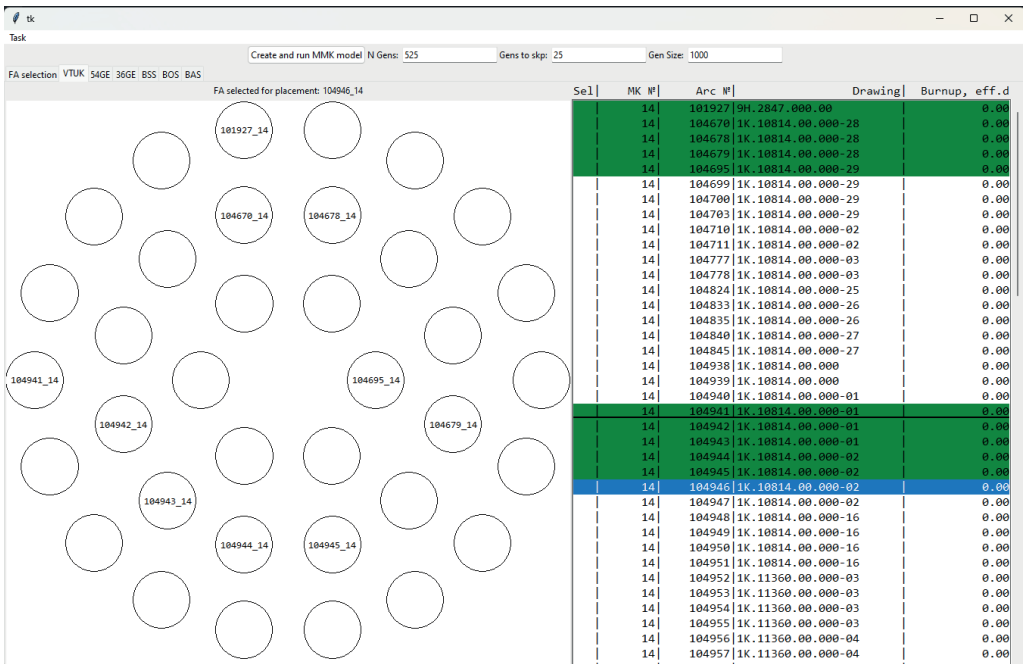 tk
Task
Create and run MMK model N Gens: 525 Gens to skp: 25 Gen Size: 1000
FA selection VTUK 54GE 36GE BSS BOS BAS
FA selected for placement: 104946_14
101927_14
104670_14 104678_14
104941_14 104695_14
104942_14 104679_14
104943_14
104944_14 104945_14
Sel| MK №| Arc №| Drawing| Burnup, eff.d
| 14| 101927|9H.2847.000.00 0.00
| 14| 104670|1K.10814.00.000-28 0.00
| 14| 104678|1K.10814.00.000-28 0.00
| 14| 104679|1K.10814.00.000-28 0.00
| 14| 104695|1K.10814.00.000-29 0.00
| 14| 104699|1K.10814.00.000-29 | 0.00
| 14| 104700|1K.10814.00.000-29 | 0.00
| 14| 104703|1K.10814.00.000-29 | 0.00
| 14| 104710|1K.10814.00.000-02 | 0.00
| 14| 104711|1K.10814.00.000-02 | 0.00
| 14| 104777|1K.10814.00.000-03 | 0.00
| 14| 104778|1K.10814.00.000-03 | 0.00
| 14| 104824|1K.10814.00.000-25 | 0.00
| 14| 104833|1K.10814.00.000-26 | 0.00
| 14| 104835|1K.10814.00.000-26 | 0.00
| 14| 104840|1K.10814.00.000-27 | 0.00
| 14| 104845|1K.10814.00.000-27 | 0.00
| 14| 104938|1K.10814.00.000 | 0.00
| 14| 104939|1K.10814.00.000 | 0.00
| 14| 104940|1K.10814.00.000-01 | 0.00
| 14| 104941|1K.10814.00.000-01 | 0.00
| 14| 104942|1K.10814.00.000-01 | 0.00
| 14| 104943|1K.10814.00.000-01 | 0.00
| 14| 104944|1K.10814.00.000-02 | 0.00
| 14| 104945|1K.10814.00.000-02 | 0.00
| 14| 104946|1K.10814.00.000-02 | 0.00
| 14| 104947|1K.10814.00.000-02 | 0.00
| 14| 104948|1K.10814.00.000-16 | 0.00
| 14| 104949|1K.10814.00.000-16 | 0.00
| 14| 104950|1K.10814.00.000-16 | 0.00
| 14| 104951|1K.10814.00.000-16 | 0.00
| 14| 104952|1K.11360.00.000-03 | 0.00
| 14| 104953|1K.11360.00.000-03 | 0.00
| 14| 104954|1K.11360.00.000-03 | 0.00
| 14| 104955|1K.11360.00.000-03 | 0.00
| 14| 104956|1K.11360.00.000-04 | 0.00
| 14| 104957|1K.11360.00.000-04 | 0.00